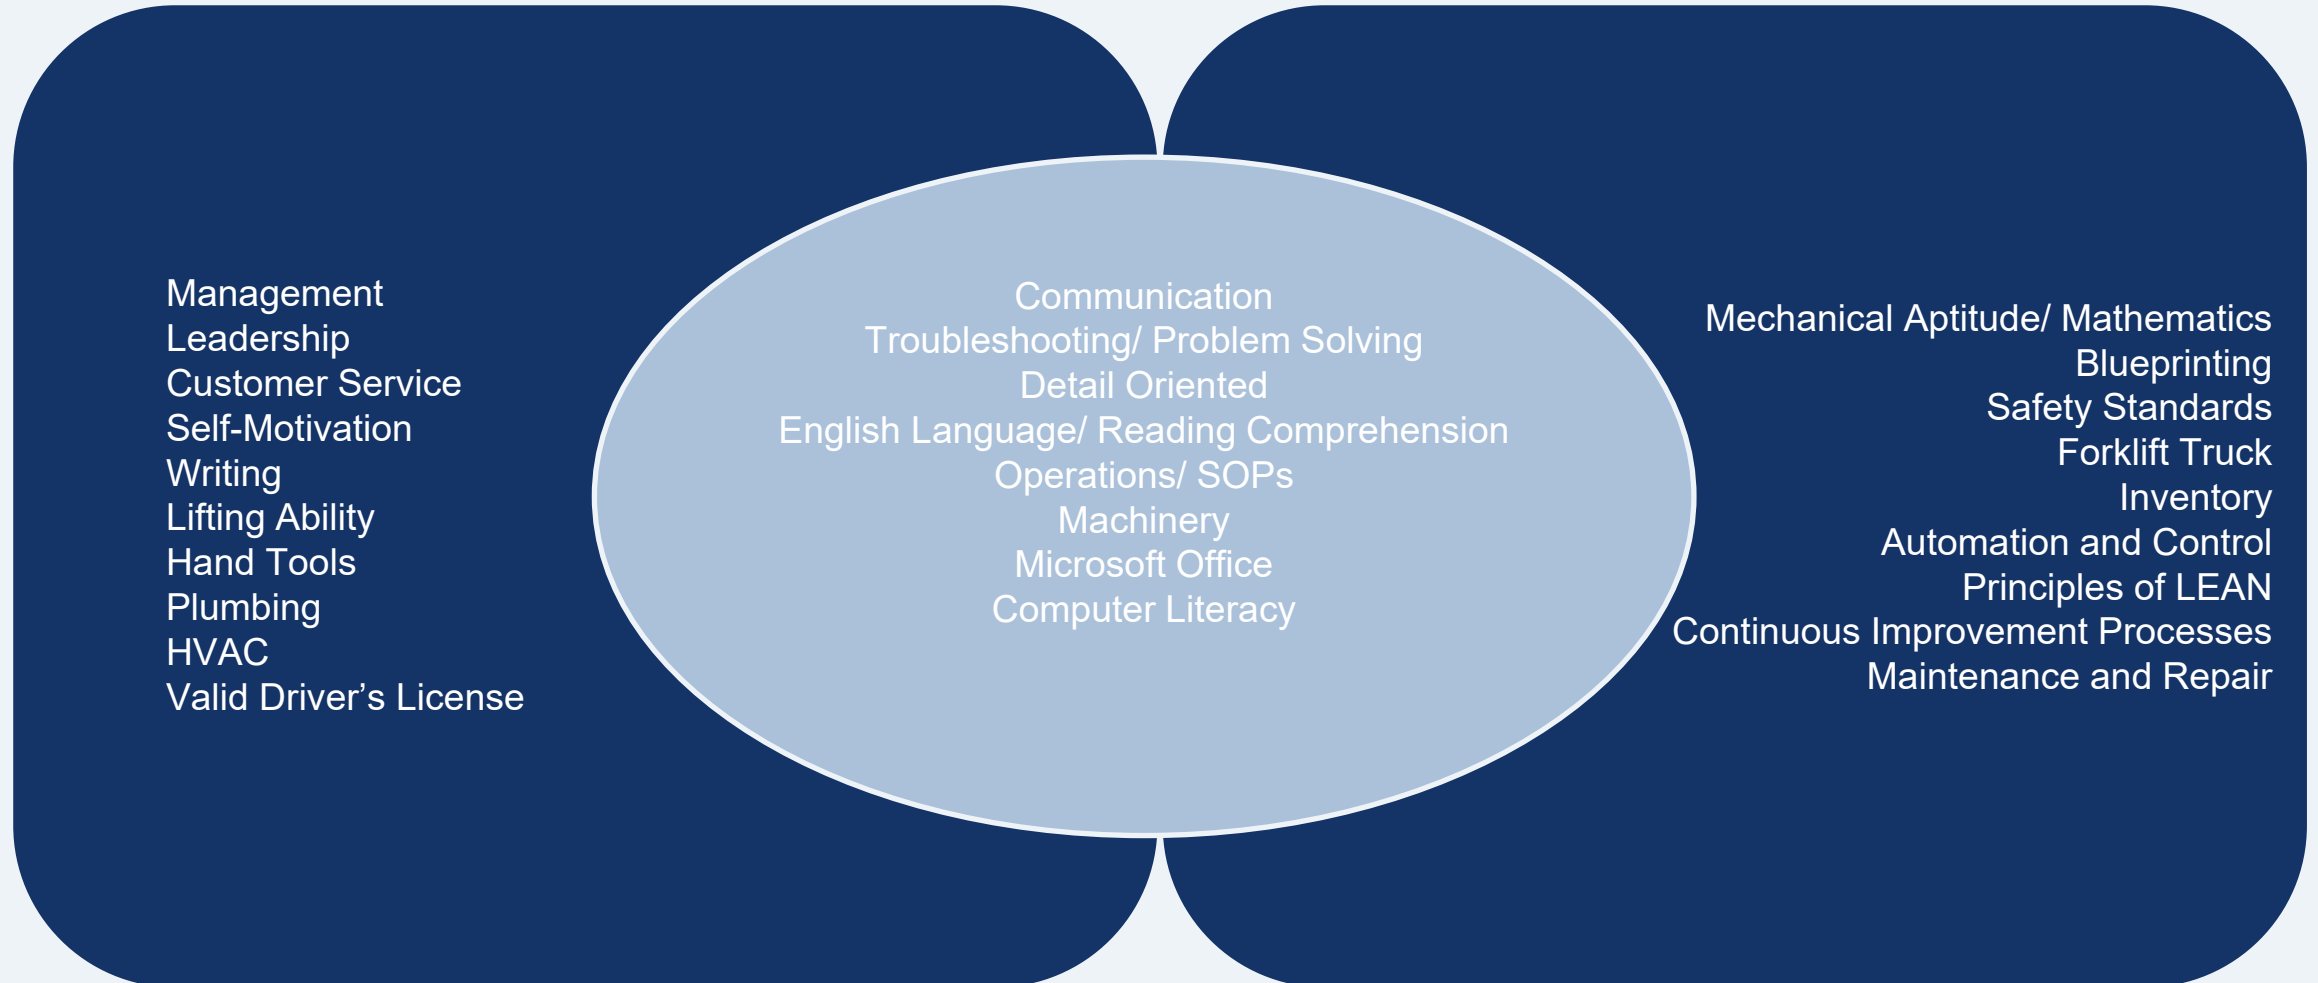 Management
Leadership
Customer Service
Self-Motivation
Writing
Lifting Ability
Hand Tools
Plumbing
HVAC
Valid Driver’s License
Communication
Troubleshooting/ Problem Solving
Detail Oriented
English Language/ Reading Comprehension
Operations/ SOPs
Machinery
Microsoft Office
Computer Literacy
Mechanical Aptitude/ Mathematics
Blueprinting
Safety Standards
Forklift Truck
Inventory
Automation and Control
Principles of LEAN
Continuous Improvement Processes
Maintenance and Repair